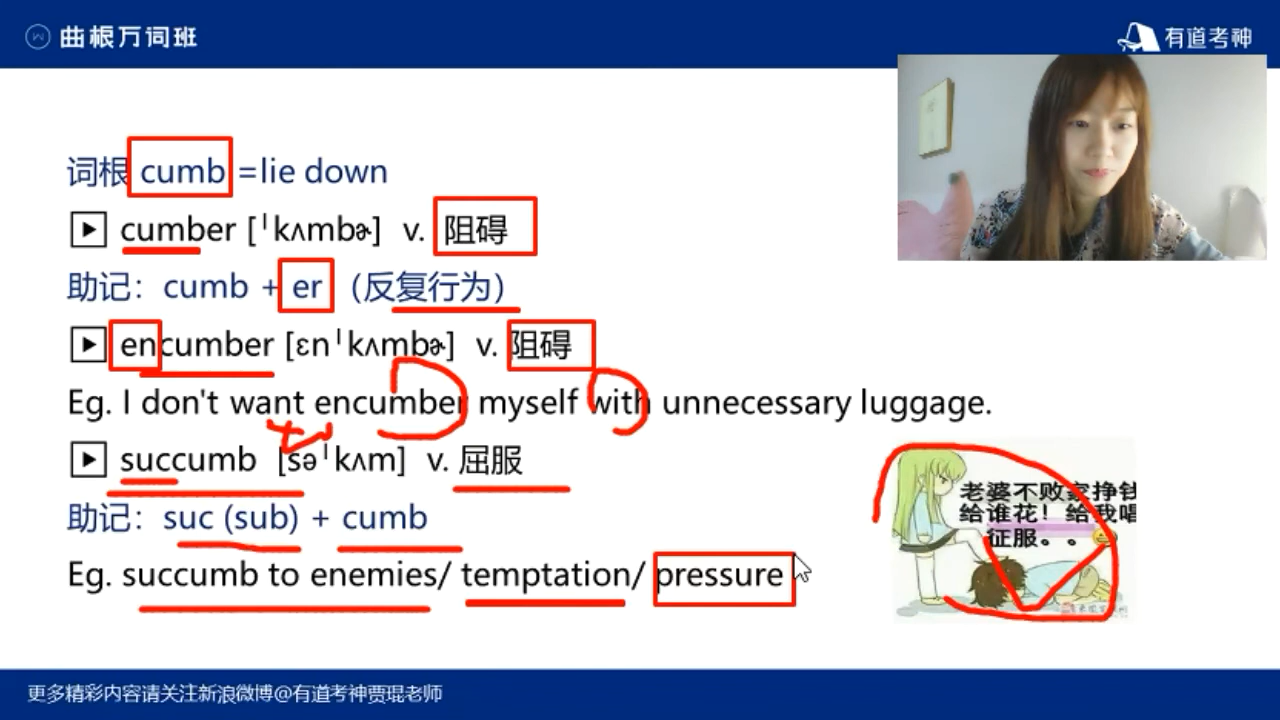 曲根万词班
有道考神
词根 cumb =lie down
cumber [ˈkʌmbɚ] v. 阻碍
助记：cumb + er（反复行为）
encumber [ɛnˈkʌmbɚ] v. 阻碍
Eg. I don't want encumber myself with unnecessary luggage.
succumb [səˈkʌm] v. 屈服
助记：suc (sub) + cumb
Eg. succumb to enemies/ temptation/ pressure
老婆不败家挣钱
给谁花！给我唱
征服。。
更多精彩内容请关注新浪微博@有道考神贾琨老师